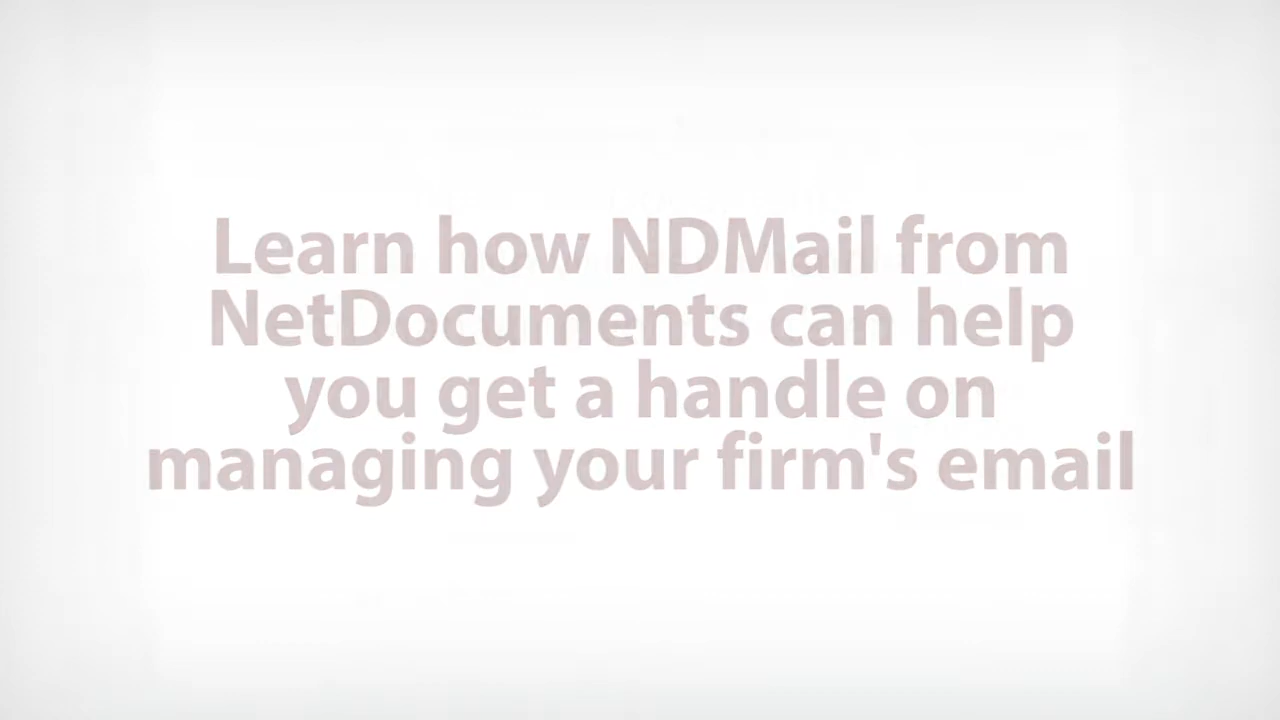 Learn how NDMail from
NetDocuments can help
you get a handle on
managing your firm's email